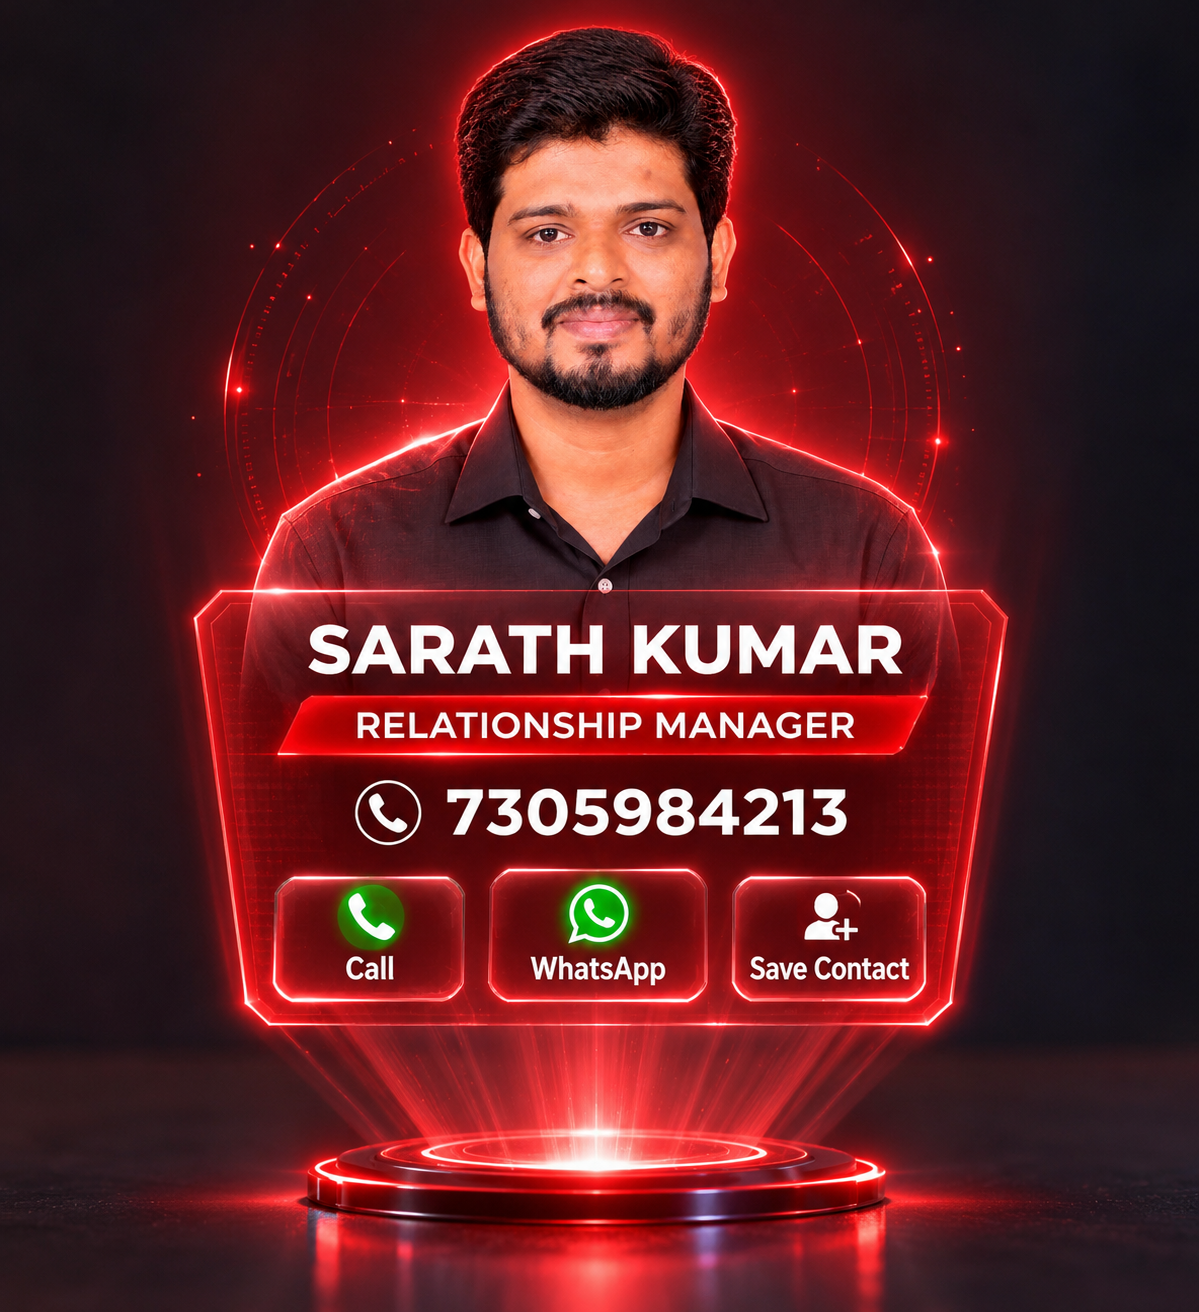 SARATH KUMAR
RELATIONSHIP MANAGER
7305984213
Call
WhatsApp
Save Contact